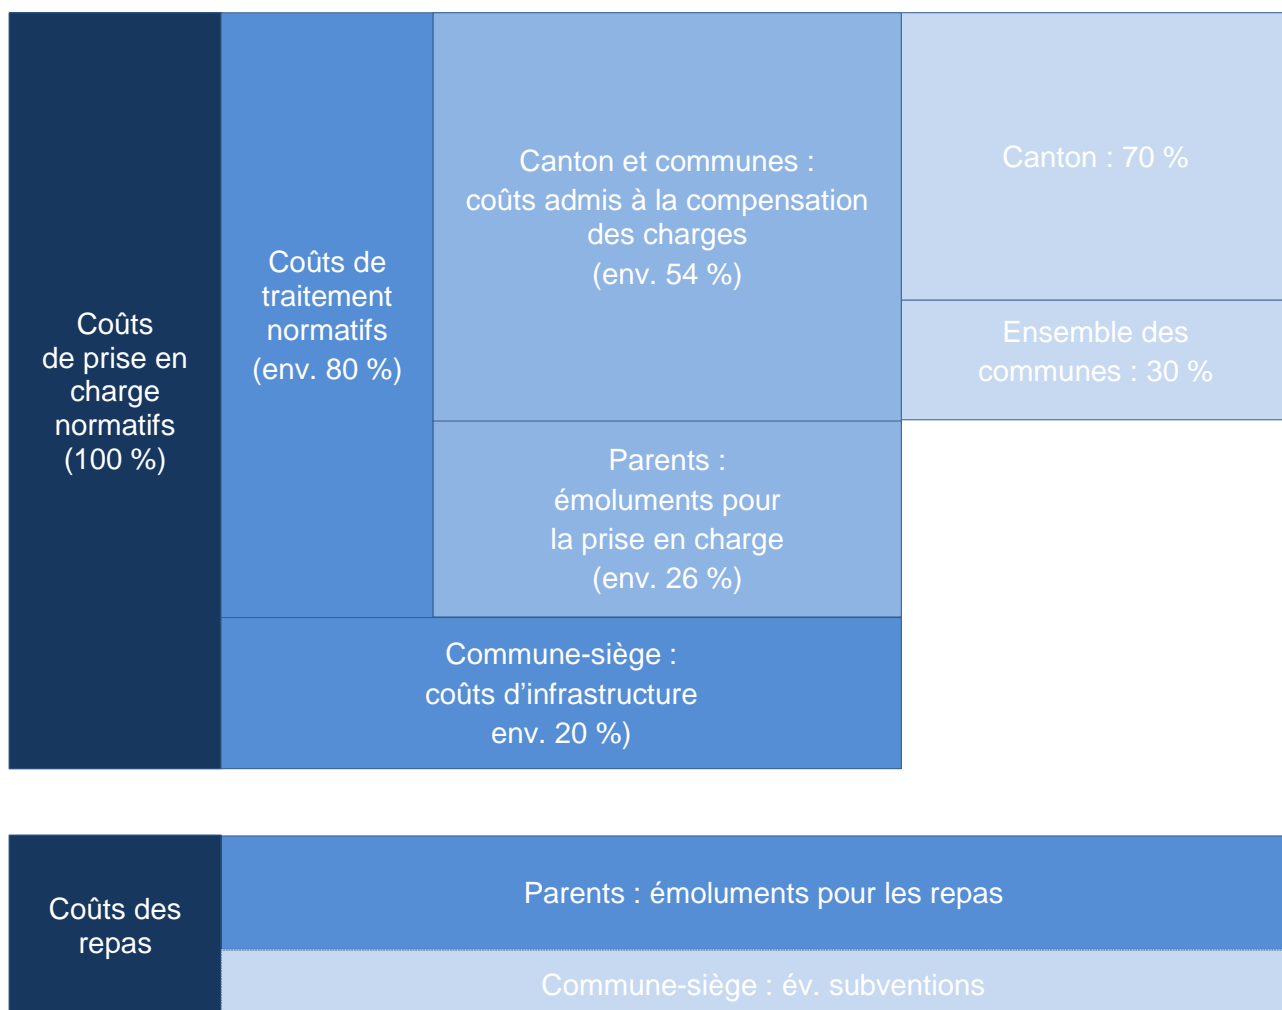 Coûts
de prise en
charge
normatifs
(100 %)
Coûts de
traitement
normatifs
(env. 80 %)
Canton et communes :
coûts admis à la compensation
des charges
(env. 54 %)
Canton : 70 %
Ensemble des
communes : 30 %
Parents :
émoluments pour
la prise en charge
(env. 26 %)
Commune-siège :
coûts d’infrastructure
env. 20 %)
Coûts des
repas
Parents : émoluments pour les repas
Commune-siège : év. subventions